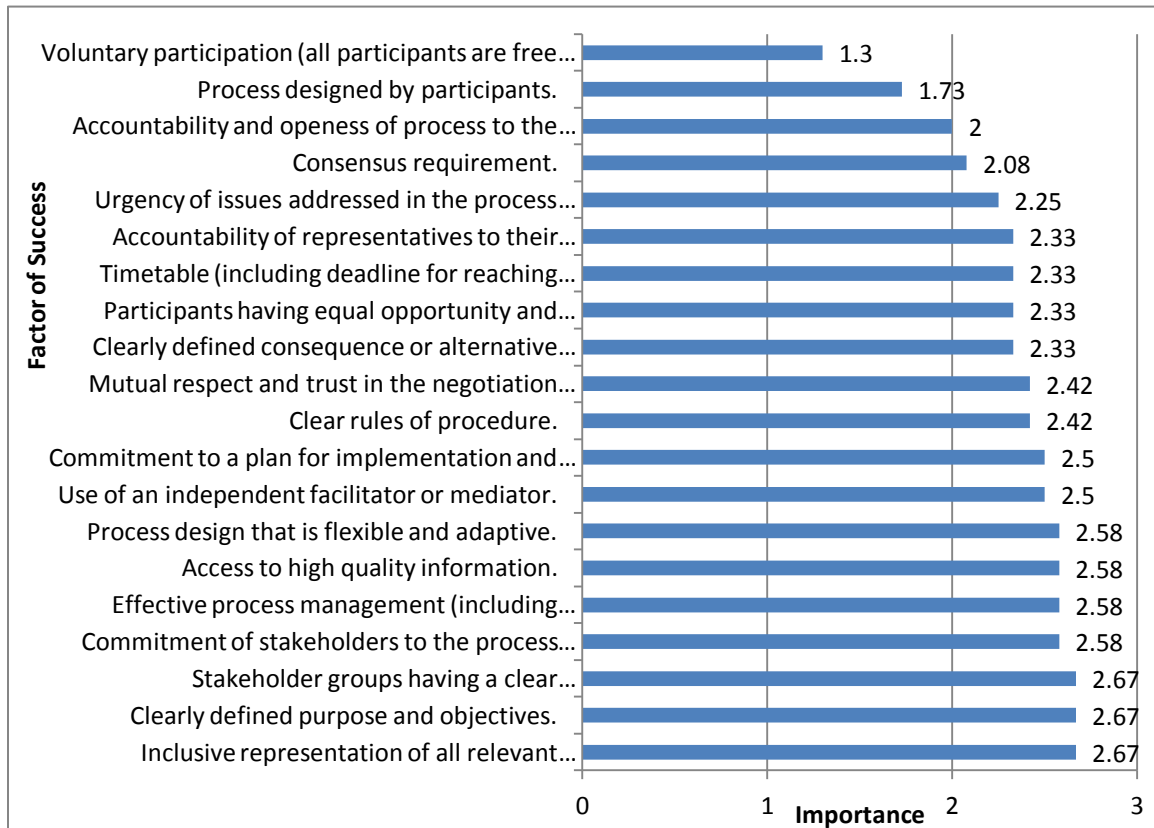 Factor of Success
Voluntary participation (all participants are free... 1.3
Process designed by participants. 1.73
Accountability and openess of process to the... 2
Consensus requirement. 2.08
Urgency of issues addressed in the process... 2.25
Accountability of representatives to their... 2.33
Timetable (including deadline for reaching... 2.33
Participants having equal opportunity and... 2.33
Clearly defined consequence or alternative... 2.33
Mutual respect and trust in the negotiation... 2.42
Clear rules of procedure. 2.42
Commitment to a plan for implementation and... 2.5
Use of an independent facilitator or mediator. 2.5
Process design that is flexible and adaptive. 2.58
Access to high quality information. 2.58
Effective process management (including... 2.58
Commitment of stakeholders to the process... 2.58
Stakeholder groups having a clear... 2.67
Clearly defined purpose and objectives. 2.67
Inclusive representation of all relevant... 2.67
0 1 2 3
Importance